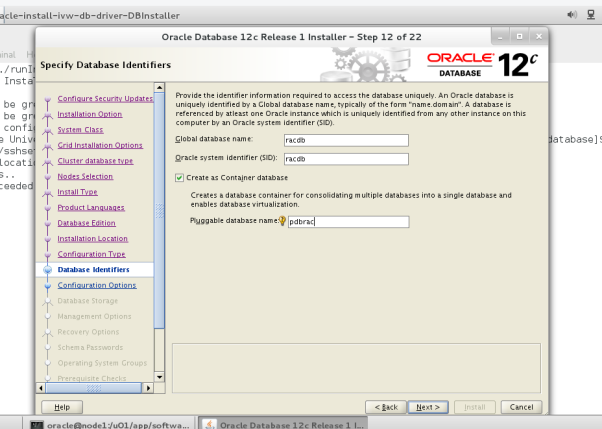 acle-install-ivw-db-driver-DBInstaller
Oracle Database 12c Release 1 Installer - Step 12 of 22
Specify Database Identifiers
ORACLE
DATABASE
12c
Configure Security Updates
Installation Option
System Class
Grid Installation Options
Cluster database type
Nodes Selection
Install Type
Product Languages
Database Edition
Installation Location
Configuration Type
Database Identifiers
Configuration Options
Database Storage
Management Options
Recovery Options
Schema Passwords
Operating System Groups
Prerequisite Checks
Provide the identifier information required to access the database uniquely. An Oracle database is
uniquely identified by a Global database name, typically of the form "name.domain". A database is
referenced by atleast one Oracle instance which is uniquely identified from any other instance on this
computer by an Oracle system identifier (SID).
Global database name: racdb
Oracle system identifier (SID): racdb
Create as Container database
Creates a database container for consolidating multiple databases into a single database and
enables database virtualization.
Pluggable database name: pdbrac
Help
< Back
Next >
Install
Cancel
minal H
./runI
Insta
be gr
be gr
confi
e Univ
/sshse
locati
s..
ceeded
database]$
oracle@node1:/u01/app/softwa...
Oracle Database 12c Release 1 I...